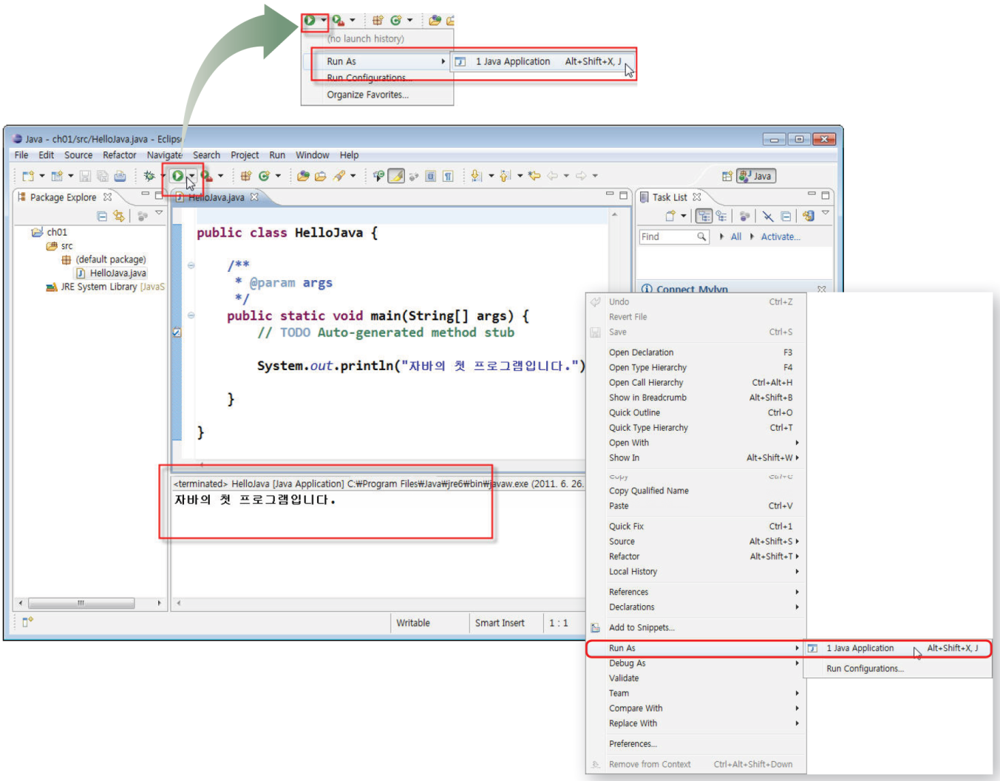 (no launch history)
Run As 1 Java Application Alt+Shift+X, J
Run Configurations...
Organize Favorites...
Java - ch01/src/HelloJava.java - Eclipse
File Edit Source Refactor Navigate Search Project Run Window Help
Java
Package Explore
HelloJava.java
Task List
Find All Activate...
ch01
src
(default package)
HelloJava.java
JRE System Library [JavaS
public class HelloJava {
/**
* @param args
*/
public static void main(String[] args) {
// TODO Auto-generated method stub
System.out.println("자바의 첫 프로그램입니다.")
}
}
Connect Mylyn
<terminated> HelloJava [Java Application] C:₩Program Files₩Java₩jre6₩bin₩javaw.exe (2011. 6. 26.
자바의 첫 프로그램입니다.
Writable Smart Insert 1 : 1
Undo Ctrl+Z
Revert File
Save Ctrl+S
Open Declaration F3
Open Type Hierarchy F4
Open Call Hierarchy Ctrl+Alt+H
Show in Breadcrumb Alt+Shift+B
Quick Outline Ctrl+O
Quick Type Hierarchy Ctrl+T
Open With
Show In Alt+Shift+W
Copy Ctrl+C
Copy Qualified Name
Paste Ctrl+V
Quick Fix Ctrl+1
Source Alt+Shift+S
Refactor Alt+Shift+T
Local History
References
Declarations
Add to Snippets...
Run As 1 Java Application Alt+Shift+X, J
Debug As Run Configurations...
Validate
Team
Compare With
Replace With
Preferences...
Remove from Context Ctrl+Alt+Shift+Down